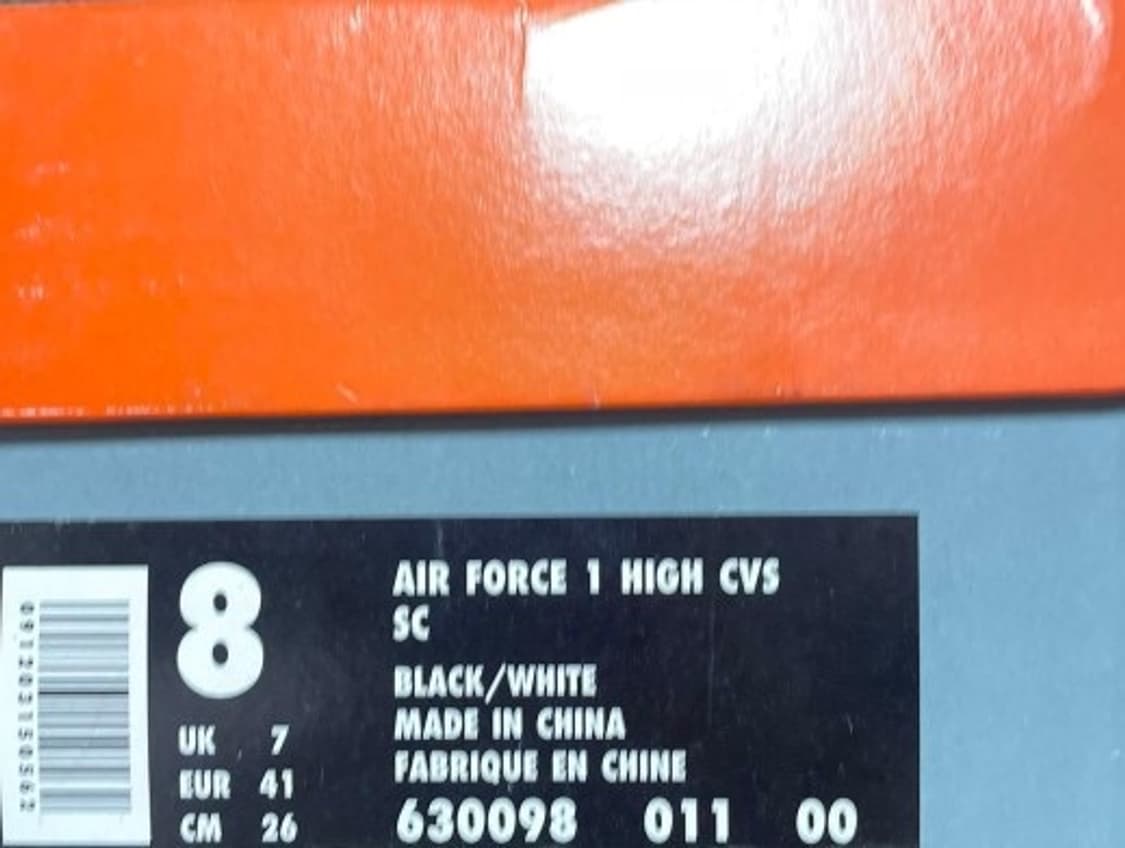 8
UK 7
EUR 41
CM 26
AIR FORCE 1 HIGH CVS
SC
BLACK/WHITE
MADE IN CHINA
FABRIQUE EN CHINE
630098 011 00